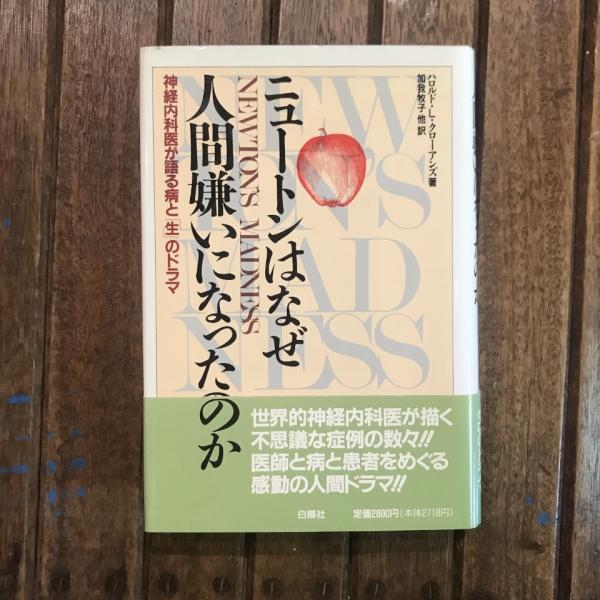 ハロルド・L・クローアンズ著
加我牧子他訳
ニュートンはなぜ
NEWTON'S MADNESS
人間嫌いになったのか
神経内科医が語る病と「生」のドラマ
NEW
TON'S
MAD
NESS
世界的神経内科医が描く
不思議な症例の数々!!
医師と病と患者をめぐる
感動の人間ドラマ!!
白揚社 定価2800円(本体2718円)